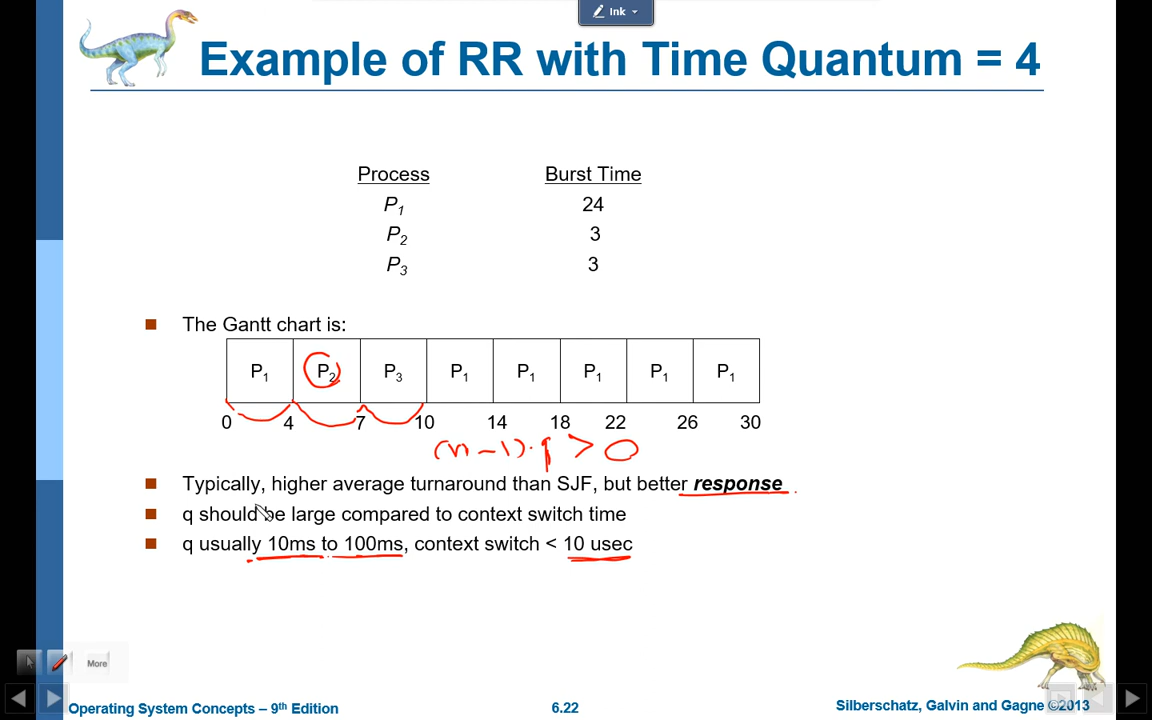 Ink
Example of RR with Time Quantum = 4
Process Burst Time
P1 24
P2 3
P3 3
■ The Gantt chart is:
P1 P2 P3 P1 P1 P1 P1 P1
0 4 7 10 14 18 22 26 30
(n-1).q > 0
■ Typically, higher average turnaround than SJF, but better response
■ q should be large compared to context switch time
■ q usually 10ms to 100ms, context switch < 10 usec
More
Operating System Concepts – 9th Edition 6.22 Silberschatz, Galvin and Gagne ©2013